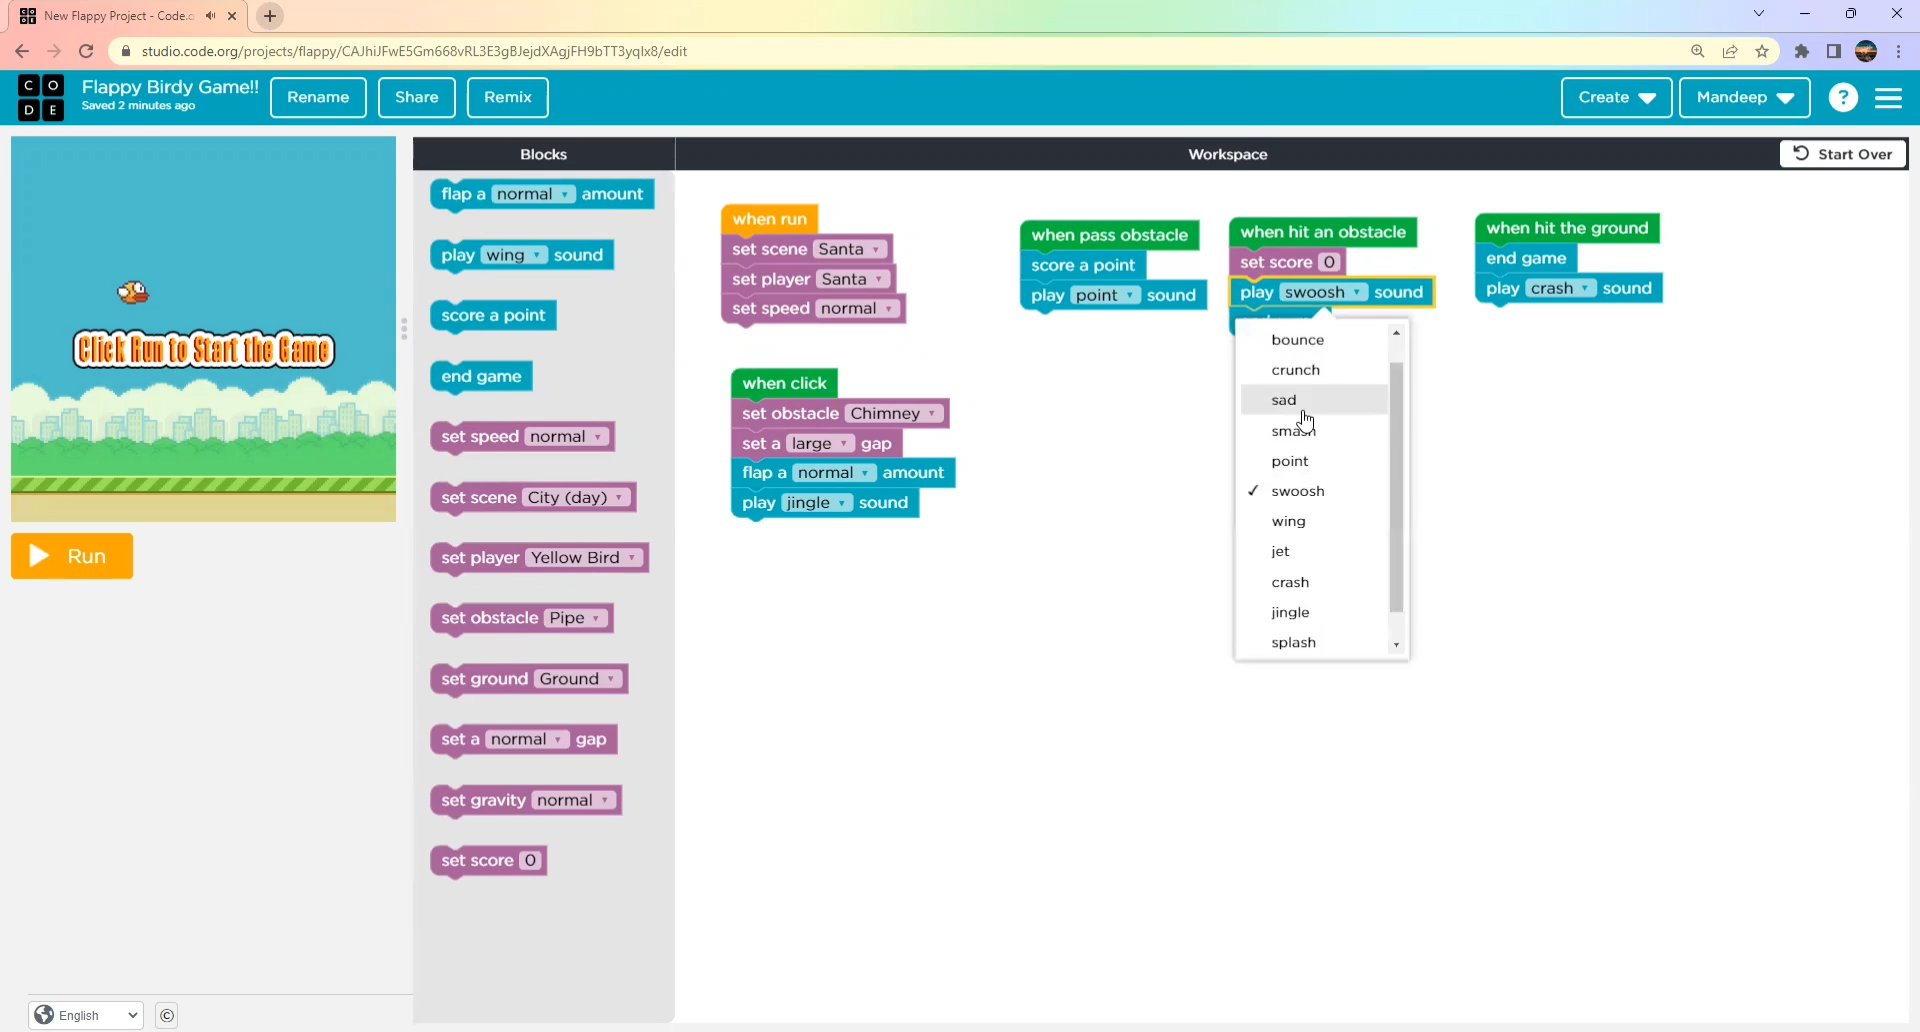 New Flappy Project - Code.o
studio.code.org/projects/flappy/CAJhiJFwE5Gm668vRL3E3gBJejdXAgjFH9bTT3yqlx8/edit
C O
D E
Flappy Birdy Game!!
Saved 2 minutes ago
Rename
Share
Remix
Create
Mandeep
?
Click Run to Start the Game
Run
English
©
Blocks
flap a normal amount
play wing sound
score a point
end game
set speed normal
set scene City (day)
set player Yellow Bird
set obstacle Pipe
set ground Ground
set a normal gap
set gravity normal
set score 0
Workspace
Start Over
when run
set scene Santa
set player Santa
set speed normal
when click
set obstacle Chimney
set a large gap
flap a normal amount
play jingle sound
when pass obstacle
score a point
play point sound
when hit an obstacle
set score 0
play swoosh sound
bounce
crunch
sad
smash
point
✓ swoosh
wing
jet
crash
jingle
splash
when hit the ground
end game
play crash sound